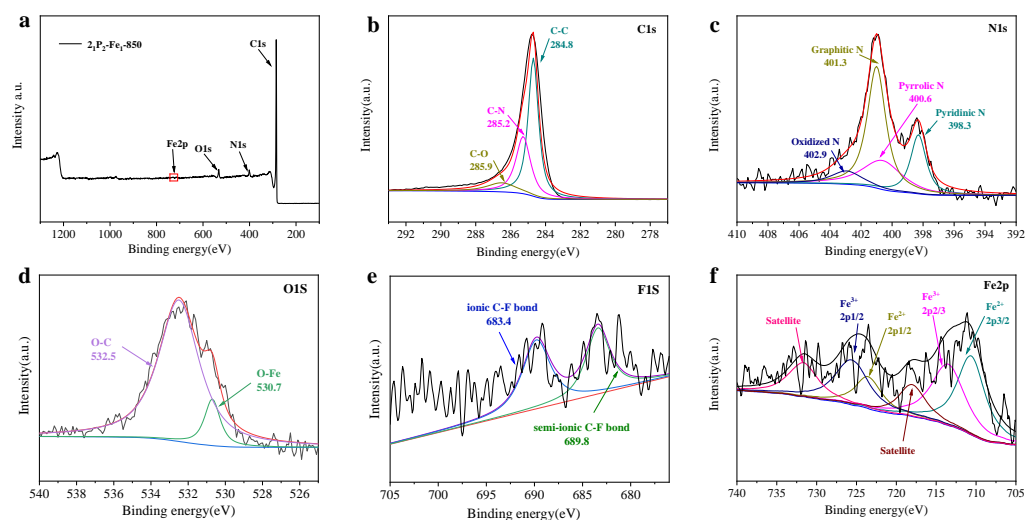 a
2₁P₂-Fe₁-850
C1s
Fe2p
O1s
N1s
Intensity a.u.
1300 1200 1000 800 600 400 200
Binding energy(eV)
b
C1s
C-C
284.8
C-N
285.2
C-O
285.9
Intensity(a.u.)
292 289 286 283 280 277
Binding energy(eV)
c
N1s
Graphitic N
401.3
Pyrrolic N
400.6
Pyridinic N
398.3
Oxidized N
402.9
Intensity(a.u.)
410 408 406 404 402 400 398 396 394 392
Binding energy(eV)
d
O1S
O-C
532.5
O-Fe
530.7
Intensity(a.u.)
540 538 536 534 532 530 528 526
Binding energy(eV)
e
F1S
ionic C-F bond
683.4
semi-ionic C-F bond
689.8
Intensity(a.u.)
705 700 695 690 685 680
Binding energy(eV)
f
Fe2p
Fe³⁺
2p1/2
Fe²⁺
2p1/2
Fe³⁺
2p2/3
Fe²⁺
2p3/2
Satellite
Satellite
Intensity(a.u.)
740 735 730 725 720 715 710 705
Binding energy(eV)